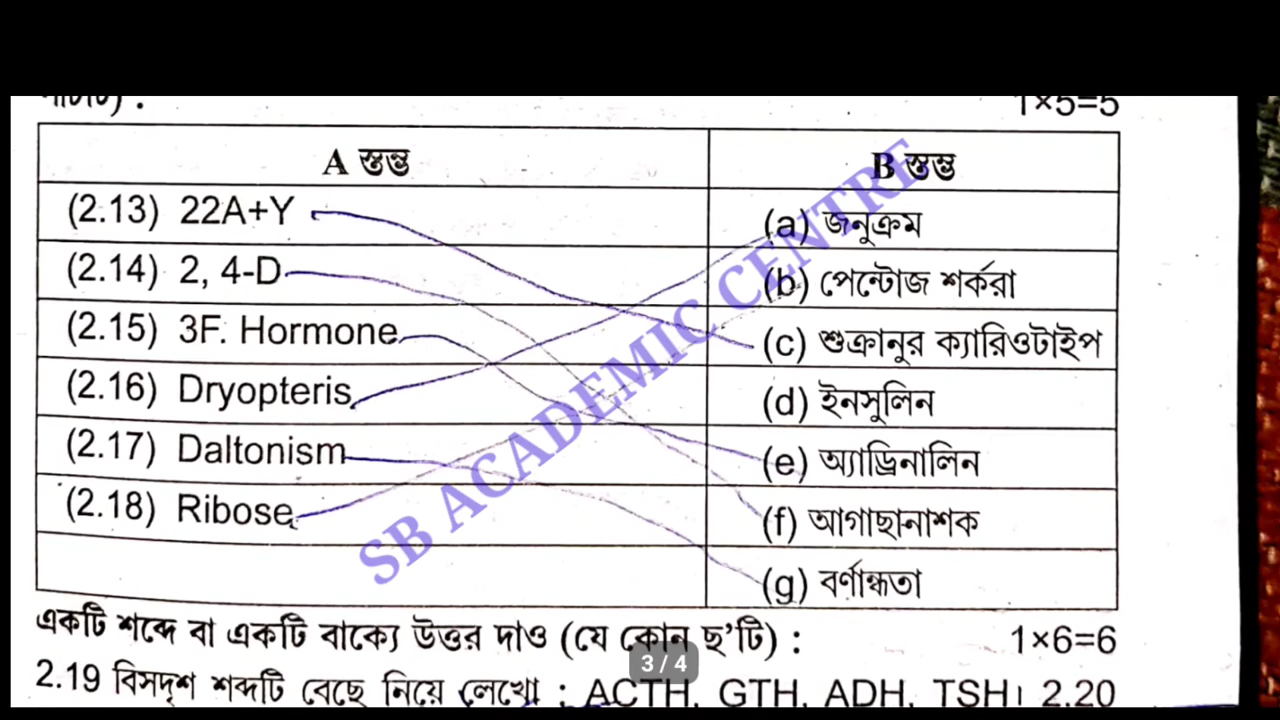 1×5=5
A স্তম্ভ B স্তম্ভ
(2.13) 22A+Y (a) জনুক্রম
(2.14) 2, 4-D (b) পেন্টোজ শর্করা
(2.15) 3F. Hormone (c) শুক্রানুর ক্যারিওটাইপ
(2.16) Dryopteris (d) ইনসুলিন
(2.17) Daltonism (e) অ্যাড্রিনালিন
(2.18) Ribose (f) আগাছানাশক
(g) বর্ণান্ধতা
SB ACADEMIC CENTRE
একটি শব্দে বা একটি বাক্যে উত্তর দাও (যে কোন ছ'টি) : 1×6=6
3 / 4
2.19 বিসদৃশ শব্দটি বেছে নিয়ে লেখো : ACTH, GTH, ADH, TSH। 2.20